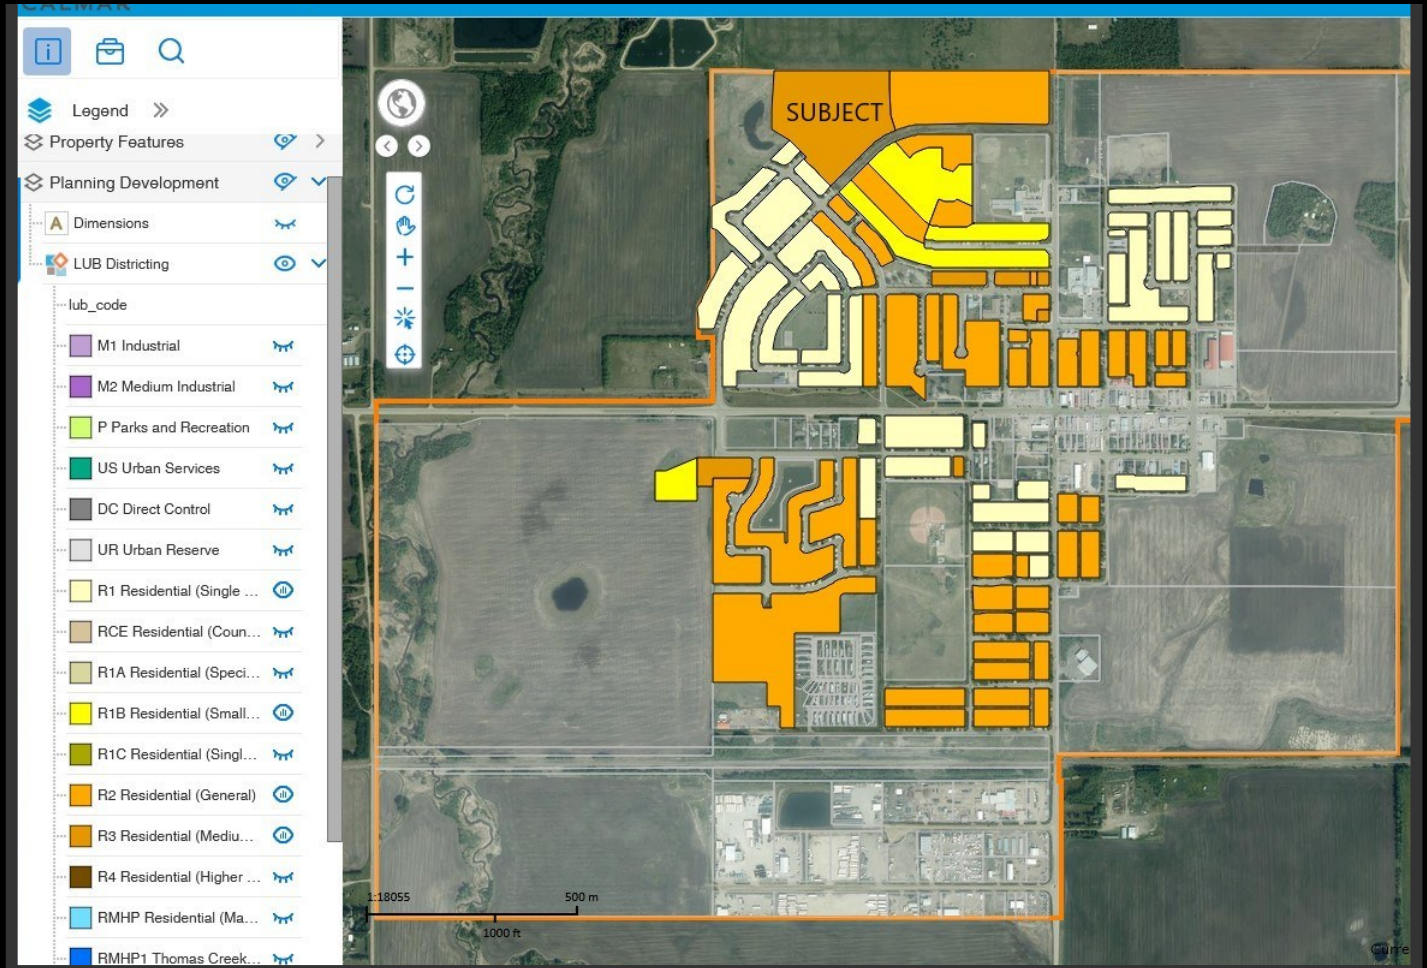 CALMAR
Legend
Property Features
Planning Development
A Dimensions
LUB Districting
lub_code
M1 Industrial
M2 Medium Industrial
P Parks and Recreation
US Urban Services
DC Direct Control
UR Urban Reserve
R1 Residential (Single ...
RCE Residential (Coun...
R1A Residential (Speci...
R1B Residential (Small...
R1C Residential (Singl...
R2 Residential (General)
R3 Residential (Mediu...
R4 Residential (Higher ...
RMHP Residential (Ma...
RMHP1 Thomas Creek...
SUBJECT
1:18055
500 m
1000 ft
Curre